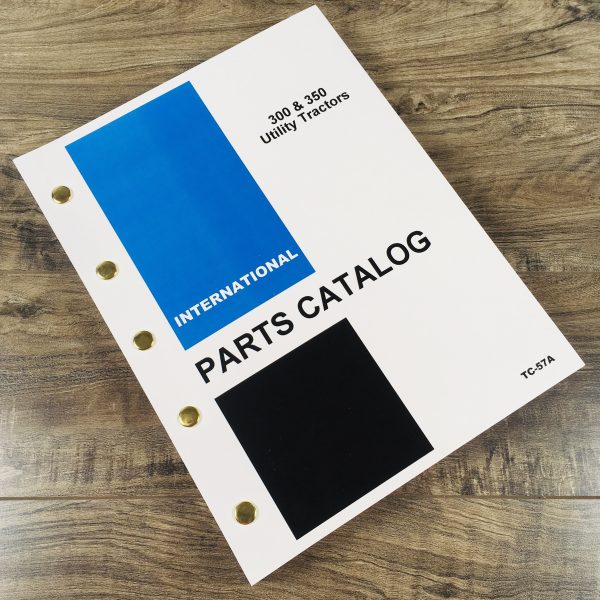 300 & 350
Utility Tractors
INTERNATIONAL
PARTS CATALOG
TC-57A